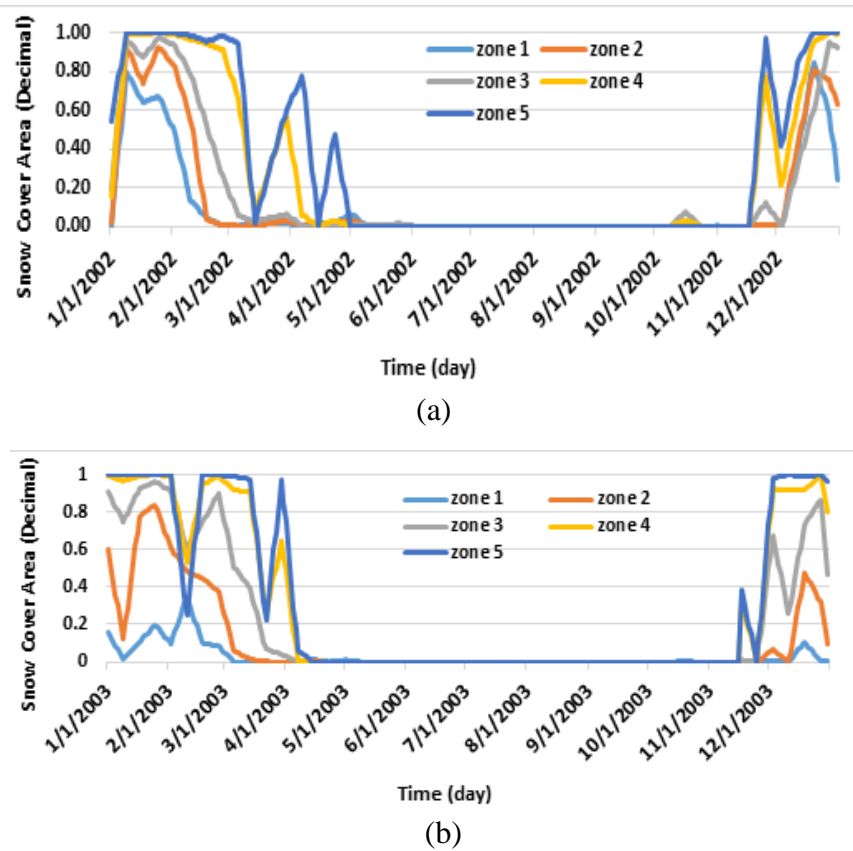 Snow Cover Area (Decimal)
1.00
0.80
0.60
0.40
0.20
0.00
zone 1
zone 2
zone 3
zone 4
zone 5
1/1/2002
2/1/2002
3/1/2002
4/1/2002
5/1/2002
6/1/2002
7/1/2002
8/1/2002
9/1/2002
10/1/2002
11/1/2002
12/1/2002
Time (day)
(a)
Snow Cover Area (Decimal)
1
0.8
0.6
0.4
0.2
0
zone 1
zone 2
zone 3
zone 4
zone 5
1/1/2003
2/1/2003
3/1/2003
4/1/2003
5/1/2003
6/1/2003
7/1/2003
8/1/2003
9/1/2003
10/1/2003
11/1/2003
12/1/2003
Time (day)
(b)